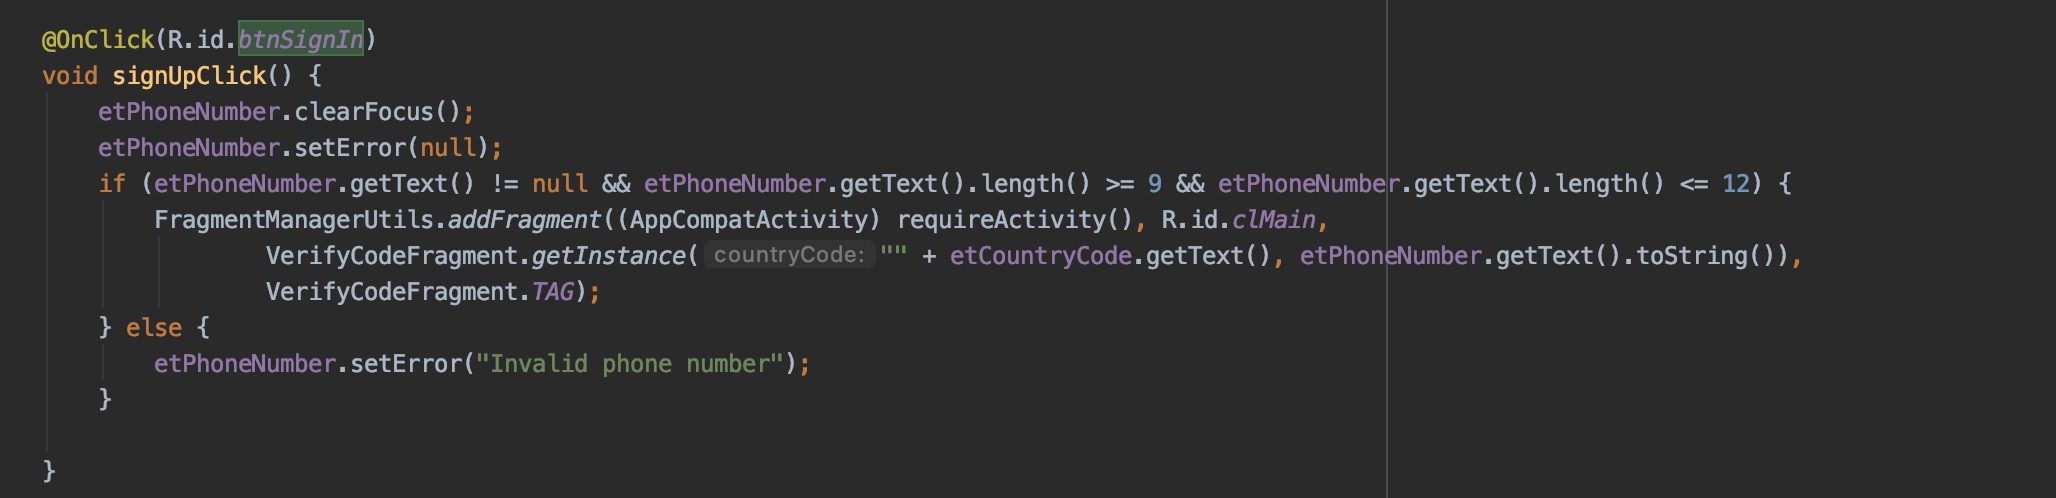 @OnClick(R.id.btnSignIn)
void signUpClick() {
etPhoneNumber.clearFocus();
etPhoneNumber.setError(null);
if (etPhoneNumber.getText() != null && etPhoneNumber.getText().length() >= 9 && etPhoneNumber.getText().length() <= 12) {
FragmentManagerUtils.addFragment((AppCompatActivity) requireActivity(), R.id.clMain,
VerifyCodeFragment.getInstance( countryCode: "" + etCountryCode.getText(), etPhoneNumber.getText().toString()),
VerifyCodeFragment.TAG);
} else {
etPhoneNumber.setError("Invalid phone number");
}
}